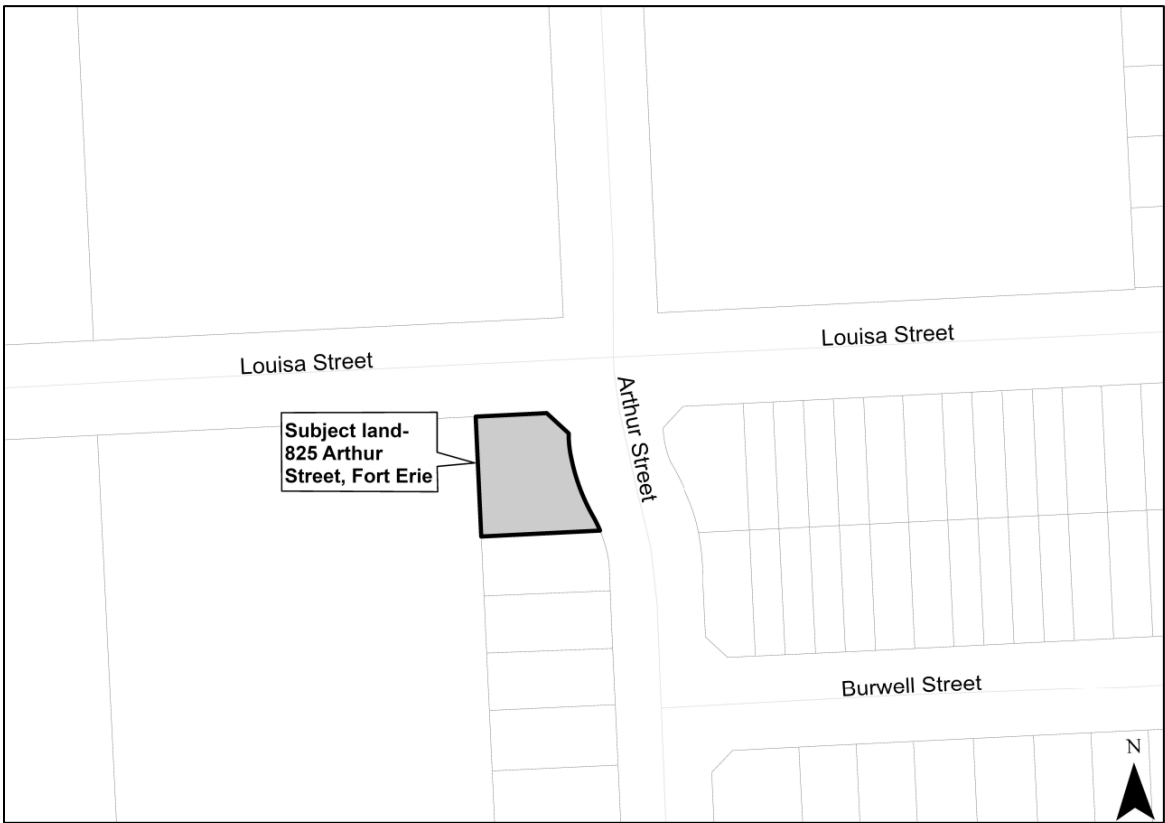 Louisa Street
Louisa Street
Arthur Street
Subject land-
825 Arthur
Street, Fort Erie
Burwell Street
N